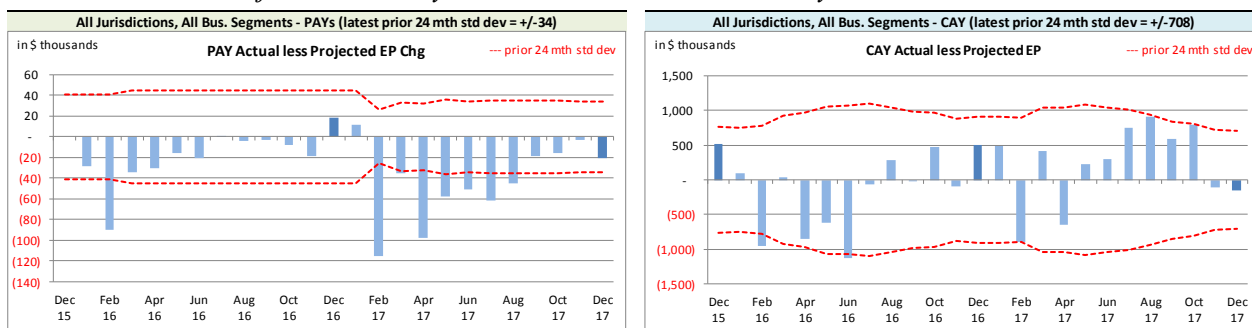 All Jurisdictions, All Bus. Segments - PAYs (latest prior 24 mth std dev = +/-34)
in $ thousands
PAY Actual less Projected EP Chg
--- prior 24 mth std dev
60
40
20
-
(20)
(40)
(60)
(80)
(100)
(120)
(140)
Dec Feb Apr Jun Aug Oct Dec Feb Apr Jun Aug Oct Dec
15 16 16 16 16 16 16 17 17 17 17 17 17
All Jurisdictions, All Bus. Segments - CAY (latest prior 24 mth std dev = +/-708)
in $ thousands
CAY Actual less Projected EP
--- prior 24 mth std dev
1,500
1,000
500
-
(500)
(1,000)
(1,500)
Dec Feb Apr Jun Aug Oct Dec Feb Apr Jun Aug Oct Dec
15 16 16 16 16 16 16 17 17 17 17 17 17